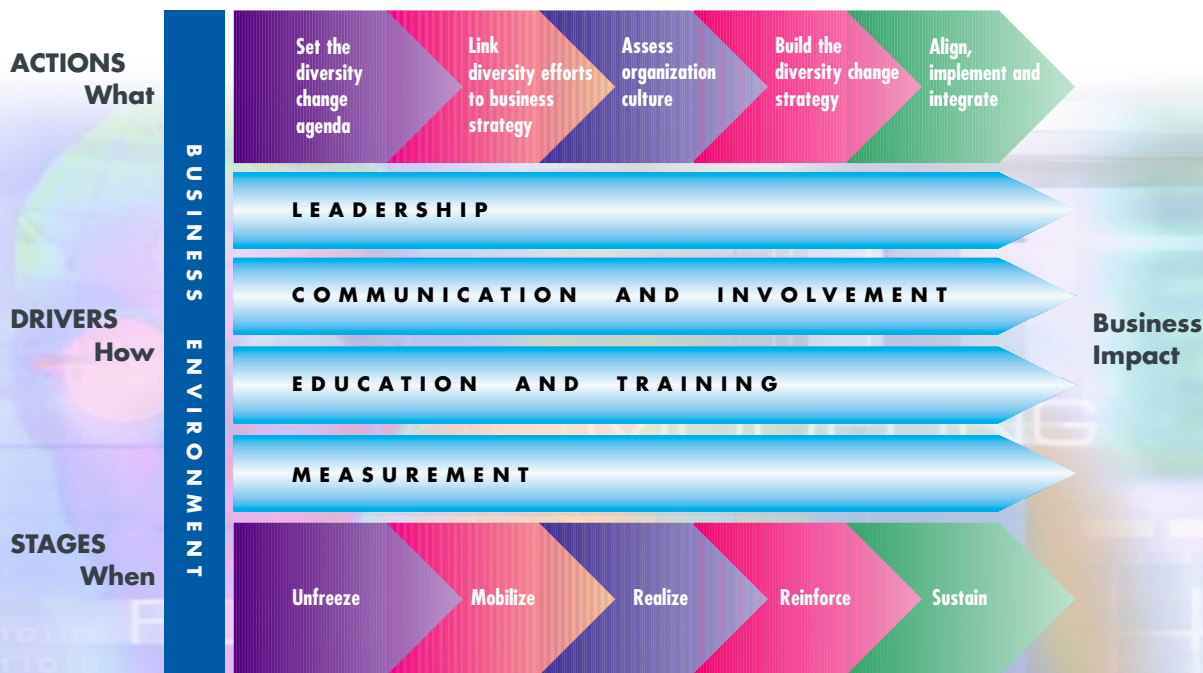 ACTIONS
What
BUSINESS ENVIRONMENT
Set the
diversity
change
agenda
Link
diversity efforts
to business
strategy
Assess
organization
culture
Build the
diversity change
strategy
Align,
implement and
integrate
LEADERSHIP
COMMUNICATION AND INVOLVEMENT
EDUCATION AND TRAINING
MEASUREMENT
DRIVERS
How
Business
Impact
STAGES
When
Unfreeze
Mobilize
Realize
Reinforce
Sustain